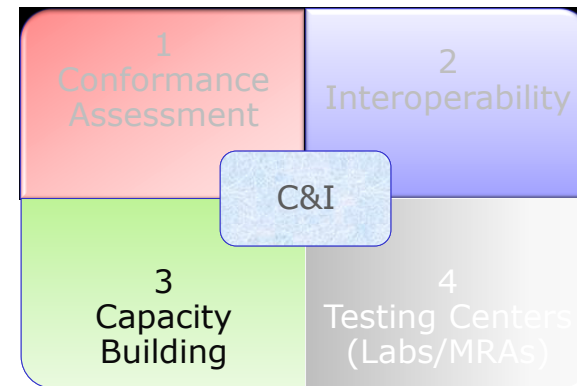 1
Conformance
Assessment
2
Interoperability
C&I
3
Capacity
Building
4
Testing Centers
(Labs/MRAs)